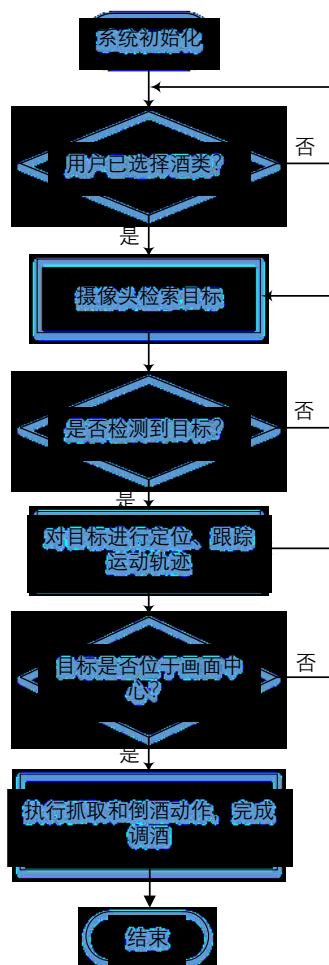 系统初始化
用户已选择酒类？
否
是
摄像头检索目标
是否检测到目标？
否
是
对目标进行定位、跟踪
运动轨迹
目标是否位于画面中
心？
否
是
执行抓取和倒酒动作，完成
调酒
结束